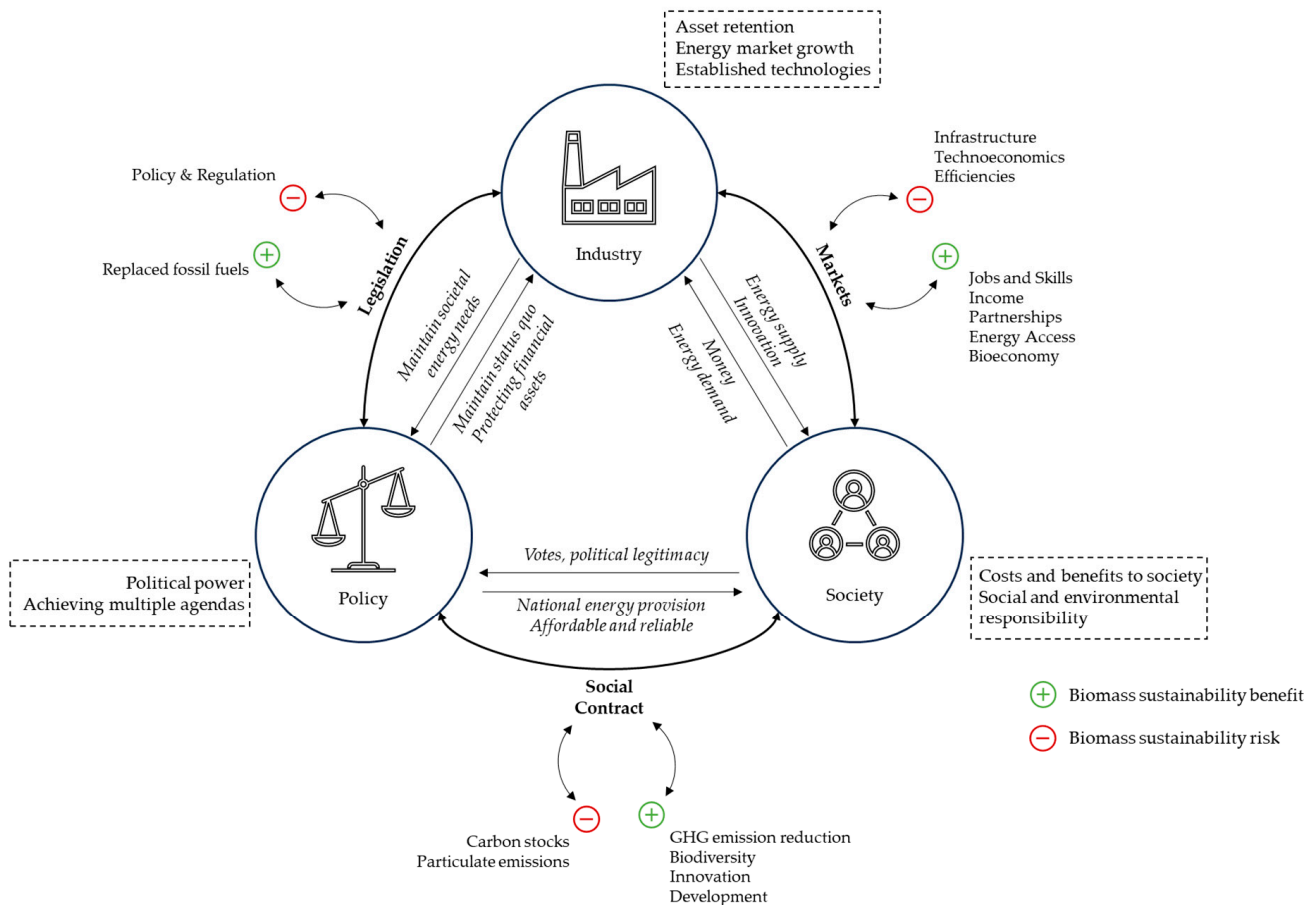 Asset retention
Energy market growth
Established technologies
Infrastructure
Technoeconomics
Efficiencies
Policy & Regulation
Industry
Replaced fossil fuels
Legislation
Markets
Jobs and Skills
Income
Partnerships
Energy Access
Bioeconomy
Maintain societal
energy needs
Maintain status quo
Protecting financial
assets
Energy supply
Innovation
Money
Energy demand
Votes, political legitimacy
Political power
Achieving multiple agendas
Policy
National energy provision
Affordable and reliable
Society
Costs and benefits to society
Social and environmental
responsibility
Social
Contract
Biomass sustainability benefit
Biomass sustainability risk
Carbon stocks
Particulate emissions
GHG emission reduction
Biodiversity
Innovation
Development